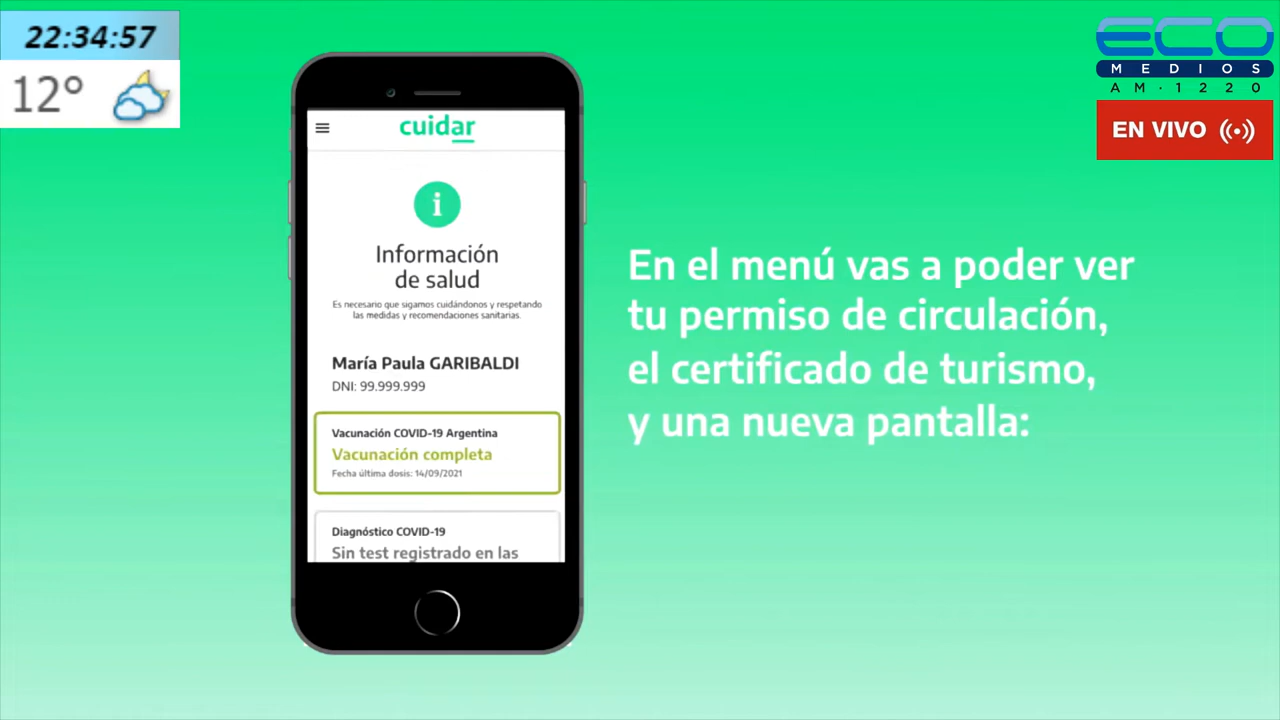 22:34:57
12°
ECO
MEDIOS
AM·1220
EN VIVO
cuidar
i
Información
de salud
Es necesario que sigamos cuidándonos y respetando
las medidas y recomendaciones sanitarias.
María Paula GARIBALDI
DNI: 99.999.999
Vacunación COVID-19 Argentina
Vacunación completa
Fecha última dosis: 14/09/2021
Diagnóstico COVID-19
Sin test registrado en las
En el menú vas a poder ver
tu permiso de circulación,
el certificado de turismo,
y una nueva pantalla: